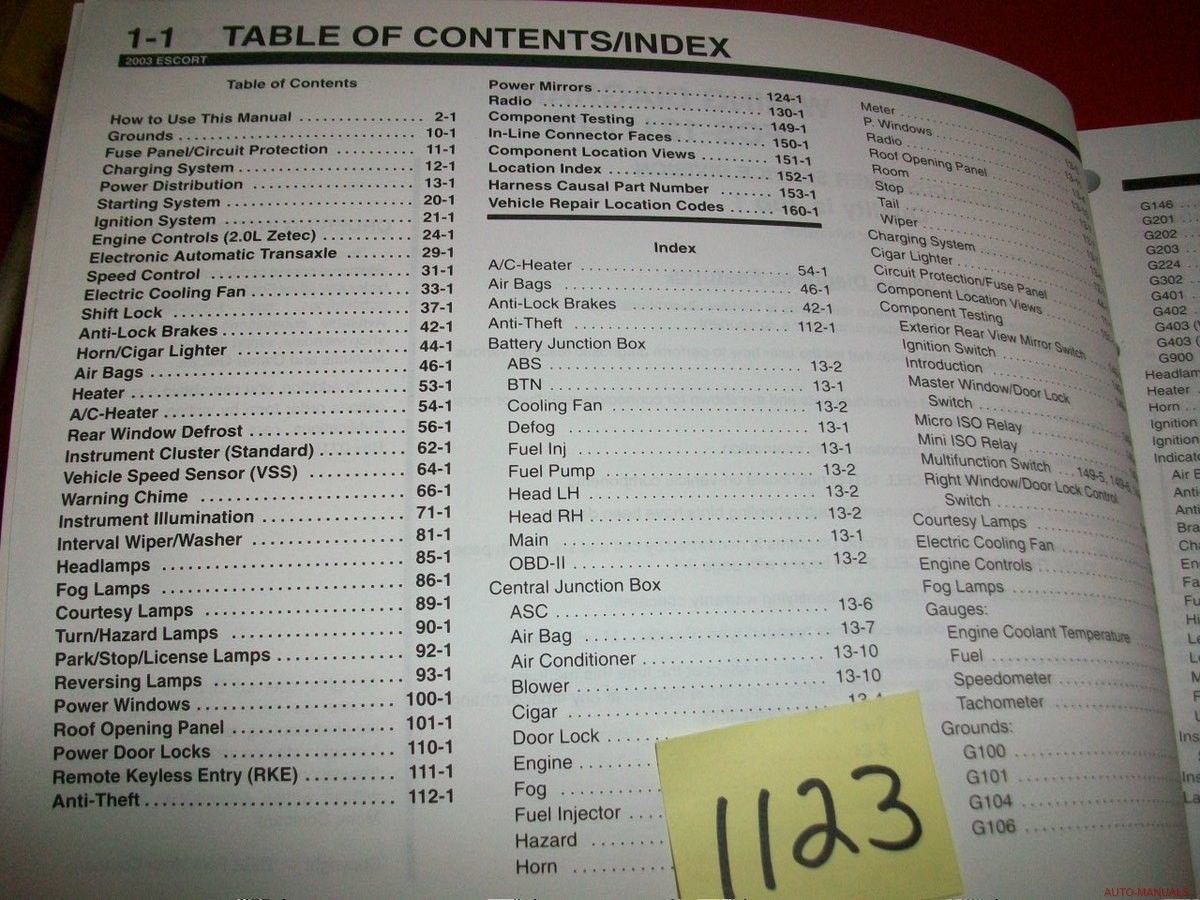 1-1 TABLE OF CONTENTS/INDEX
2003 ESCORT
Table of Contents
How to Use This Manual .................. 2-1
Grounds .................. 10-1
Fuse Panel/Circuit Protection .......... 11-1
Charging System .................. 12-1
Power Distribution .................. 13-1
Starting System .................. 20-1
Ignition System .................. 21-1
Engine Controls (2.0L Zetec) .......... 24-1
Electronic Automatic Transaxle ........ 29-1
Speed Control .................. 31-1
Electric Cooling Fan .................. 33-1
Shift Lock .................. 37-1
Anti-Lock Brakes .................. 42-1
Horn/Cigar Lighter .................. 44-1
Air Bags .................. 46-1
Heater .................. 53-1
A/C-Heater .................. 54-1
Rear Window Defrost .................. 56-1
Instrument Cluster (Standard) .......... 62-1
Vehicle Speed Sensor (VSS) .......... 64-1
Warning Chime .................. 66-1
Instrument Illumination .................. 71-1
Interval Wiper/Washer .................. 81-1
Headlamps .................. 85-1
Fog Lamps .................. 86-1
Courtesy Lamps .................. 89-1
Turn/Hazard Lamps .................. 90-1
Park/Stop/License Lamps .......... 92-1
Reversing Lamps .................. 93-1
Power Windows .................. 100-1
Roof Opening Panel .................. 101-1
Power Door Locks .................. 110-1
Remote Keyless Entry (RKE) .......... 111-1
Anti-Theft .................. 112-1
Power Mirrors .................. 124-1
Radio .................. 130-1
Component Testing .................. 149-1
In-Line Connector Faces .......... 150-1
Component Location Views ........ 151-1
Location Index .................. 152-1
Harness Causal Part Number ....... 153-1
Vehicle Repair Location Codes ...... 160-1
Index
A/C-Heater .................. 54-1
Air Bags .................. 46-1
Anti-Lock Brakes .................. 42-1
Anti-Theft .................. 112-1
Battery Junction Box
ABS .................. 13-2
BTN .................. 13-1
Cooling Fan .................. 13-2
Defog .................. 13-1
Fuel Inj .................. 13-1
Fuel Pump .................. 13-2
Head LH .................. 13-2
Head RH .................. 13-2
Main .................. 13-1
OBD-II .................. 13-2
Central Junction Box
ASC .................. 13-6
Air Bag .................. 13-7
Air Conditioner .................. 13-10
Blower .................. 13-10
Cigar ..................
Door Lock .....
Engine ........
Fog ..........
Fuel Injector ....
Hazard ........
Horn ..........
Meter
P. Windows
Radio
Roof Opening Panel
Room
Stop
Tail
Wiper
Charging System
Cigar Lighter
Circuit Protection/Fuse Panel
Component Location Views
Component Testing
Exterior Rear View Mirror Switch
Ignition Switch
Introduction
Master Window/Door Lock
Switch
Micro ISO Relay
Mini ISO Relay
Multifunction Switch .... 149-5,
Right Window/Door Lock Control
Switch
Courtesy Lamps
Electric Cooling Fan
Engine Controls
Fog Lamps
Gauges:
Engine Coolant Temperature
Fuel
Speedometer
Tachometer
Grounds:
G100
G101
G104
G106
G146
G201
G202
G203
G224
G302
G401
G402
G403
G403
G900
Heater
Horn
Ignition
Ignition
1123
AUTO-MANUALS